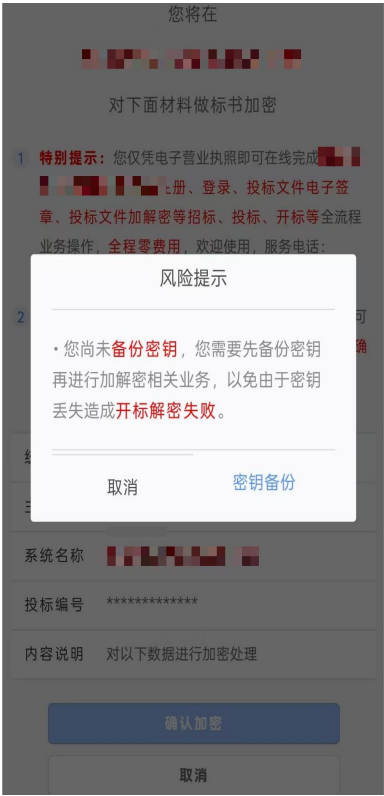 您将在
对下面材料做标书加密
1 特别提示：您仅凭电子营业执照即可在线完成
册、登录、投标文件电子签
章、投标文件加解密等招标、投标、开标等全流程
业务操作，全程零费用，欢迎使用，服务电话：
风险提示
2
可
·您尚未备份密钥，您需要先备份密钥
确
再进行加解密相关业务，以免由于密钥
丢失造成开标解密失败。
取消 密钥备份
系统名称
投标编号 *************
内容说明 对以下数据进行加密处理
确认加密
取消